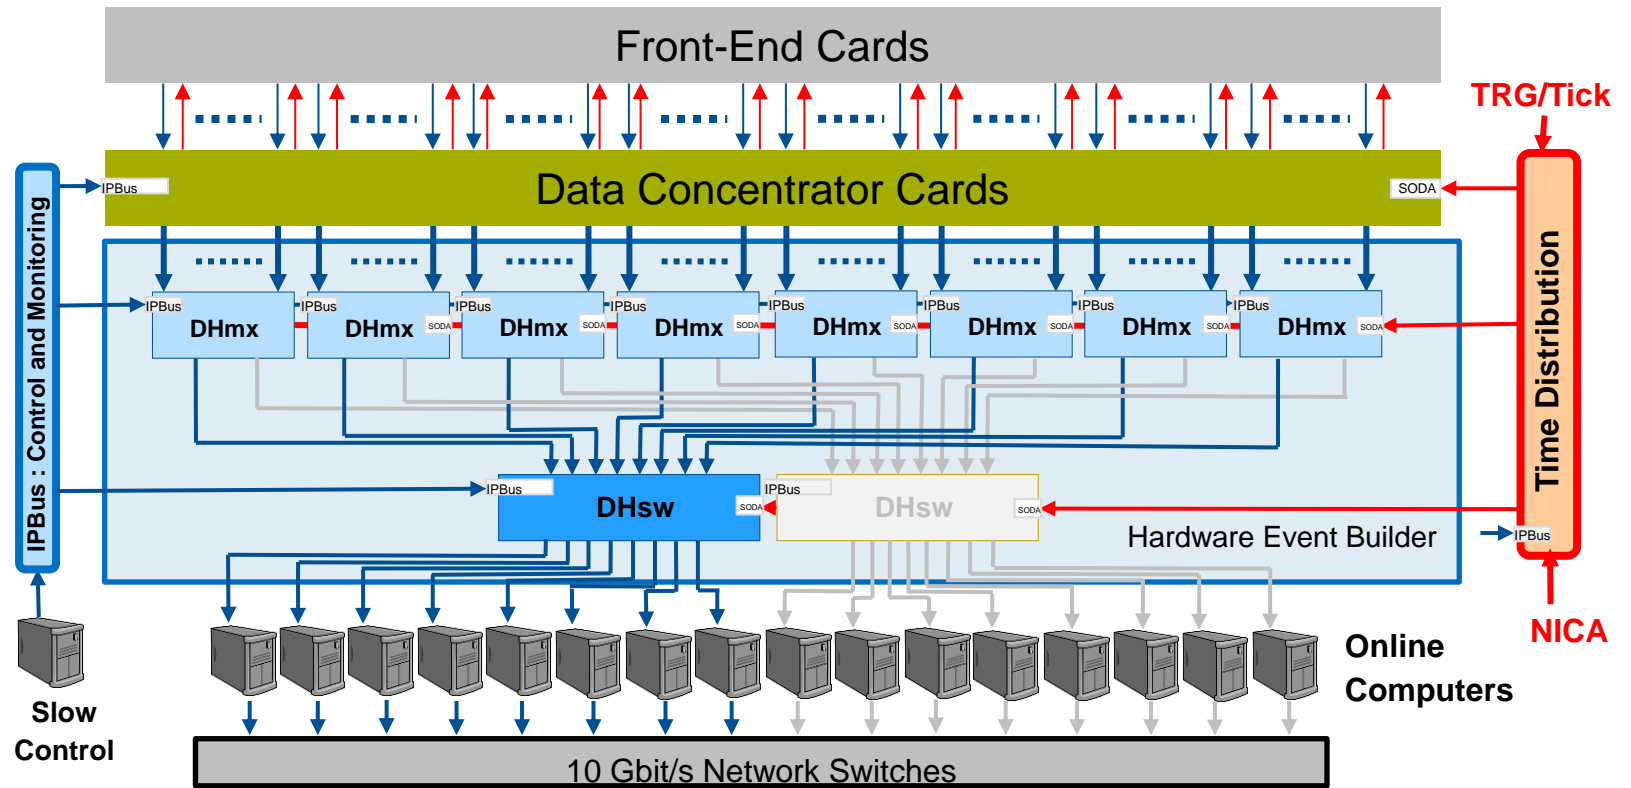 Front-End Cards
TRG/Tick
IPBus
Data Concentrator Cards
SODA
IPBus : Control and Monitoring
Time Distribution
IPBus
IPBus
IPBus
IPBus
IPBus
IPBus
IPBus
IPBus
DHmx
DHmx
SODA
DHmx
SODA
DHmx
SODA
DHmx
SODA
DHmx
SODA
DHmx
SODA
DHmx
SODA
IPBus
DHsw
SODA
IPBus
DHsw
SODA
Hardware Event Builder
IPBus
NICA
Online
Computers
Slow
Control
10 Gbit/s Network Switches